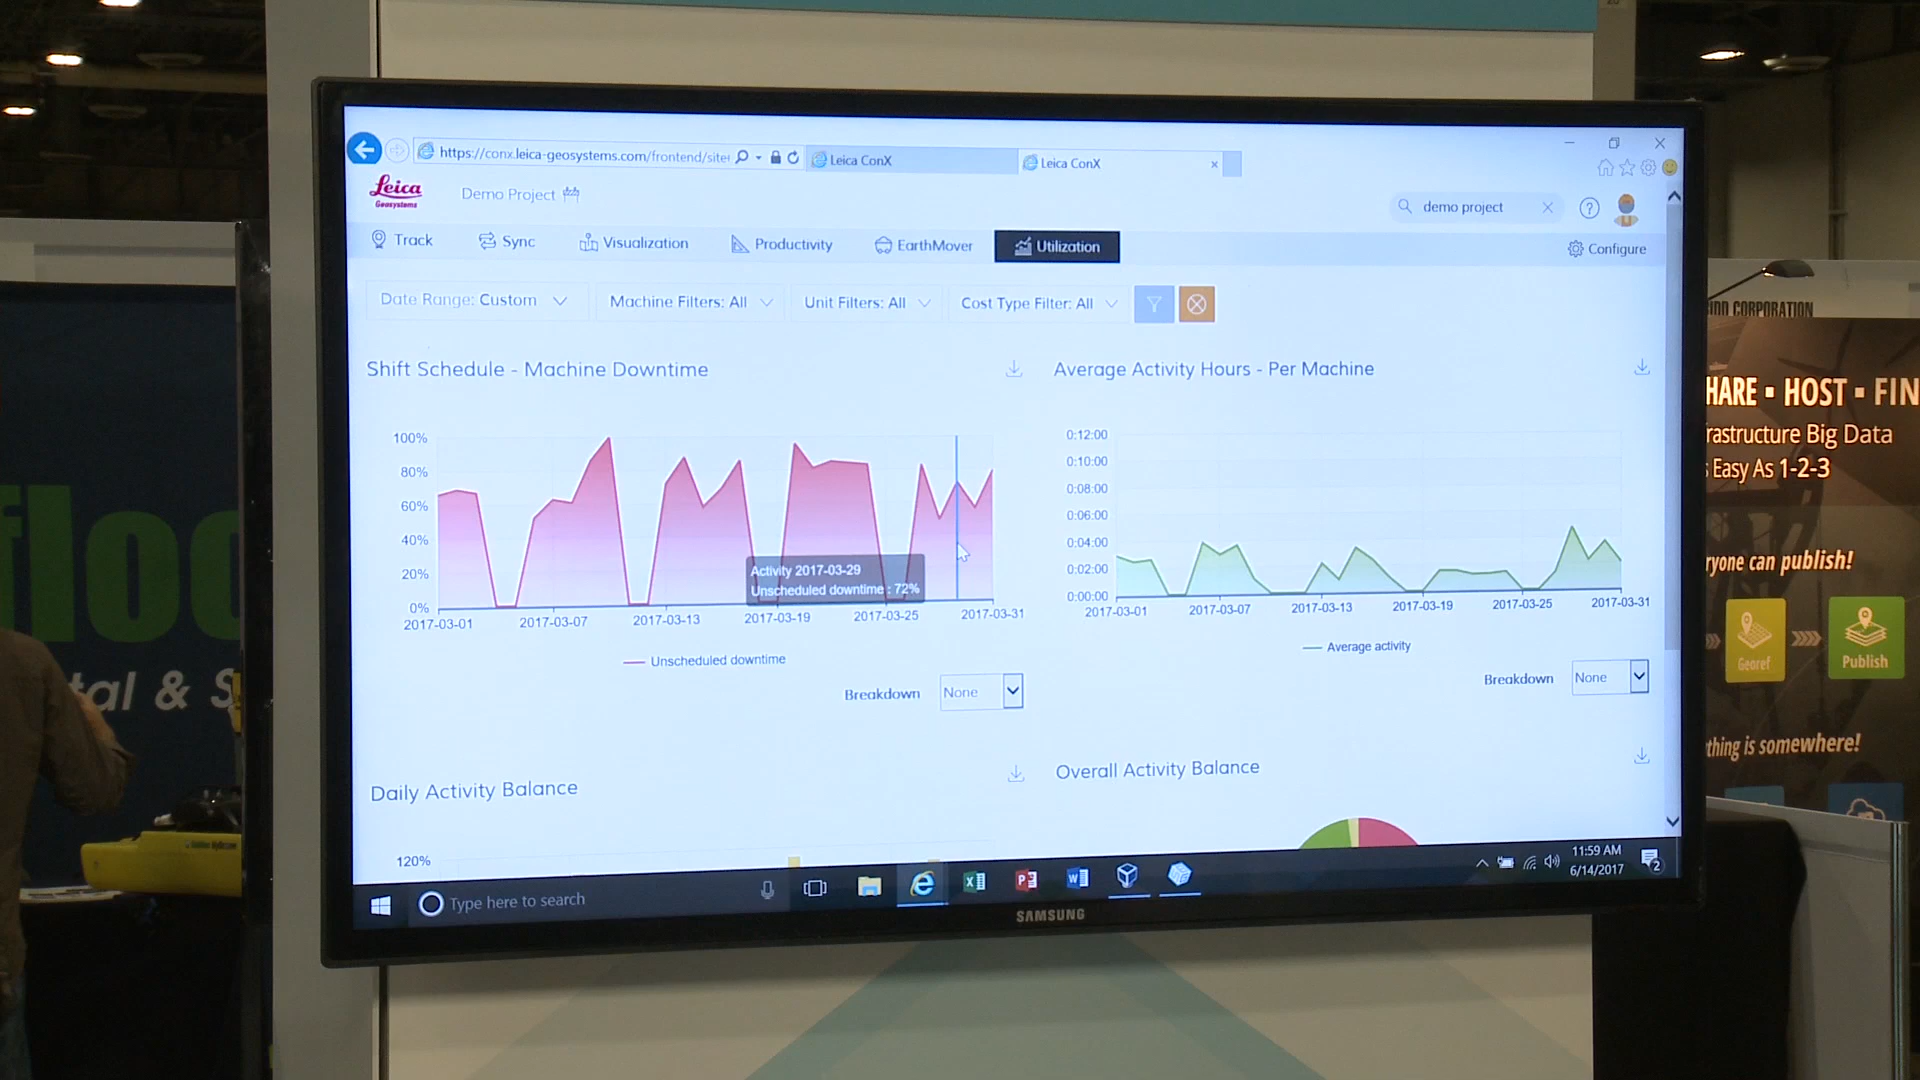 https://conx.leica-geosystems.com/frontend/site
Leica ConX
Leica ConX
Leica
Geosystems
Demo Project
demo project
?
Track
Sync
Visualization
Productivity
EarthMover
Utilization
Configure
Date Range: Custom
Machine Filters: All
Unit Filters: All
Cost Type Filter: All
Shift Schedule - Machine Downtime
100%
80%
60%
40%
20%
0%
2017-03-01
2017-03-07
2017-03-13
2017-03-19
2017-03-25
2017-03-31
Activity 2017-03-29
Unscheduled downtime : 72%
Unscheduled downtime
Breakdown
None
Average Activity Hours - Per Machine
0:12:00
0:10:00
0:08:00
0:06:00
0:04:00
0:02:00
0:00:00
2017-03-01
2017-03-07
2017-03-13
2017-03-19
2017-03-25
2017-03-31
Average activity
Breakdown
None
Daily Activity Balance
120%
Overall Activity Balance
Type here to search
11:59 AM
6/14/2017
2
SAMSUNG
floo
tal & S
CORPORATION
HARE ▪ HOST ▪ FIN
rastructure Big Data
Easy As 1-2-3
ryone can publish!
Georef
Publish
thing is somewhere!